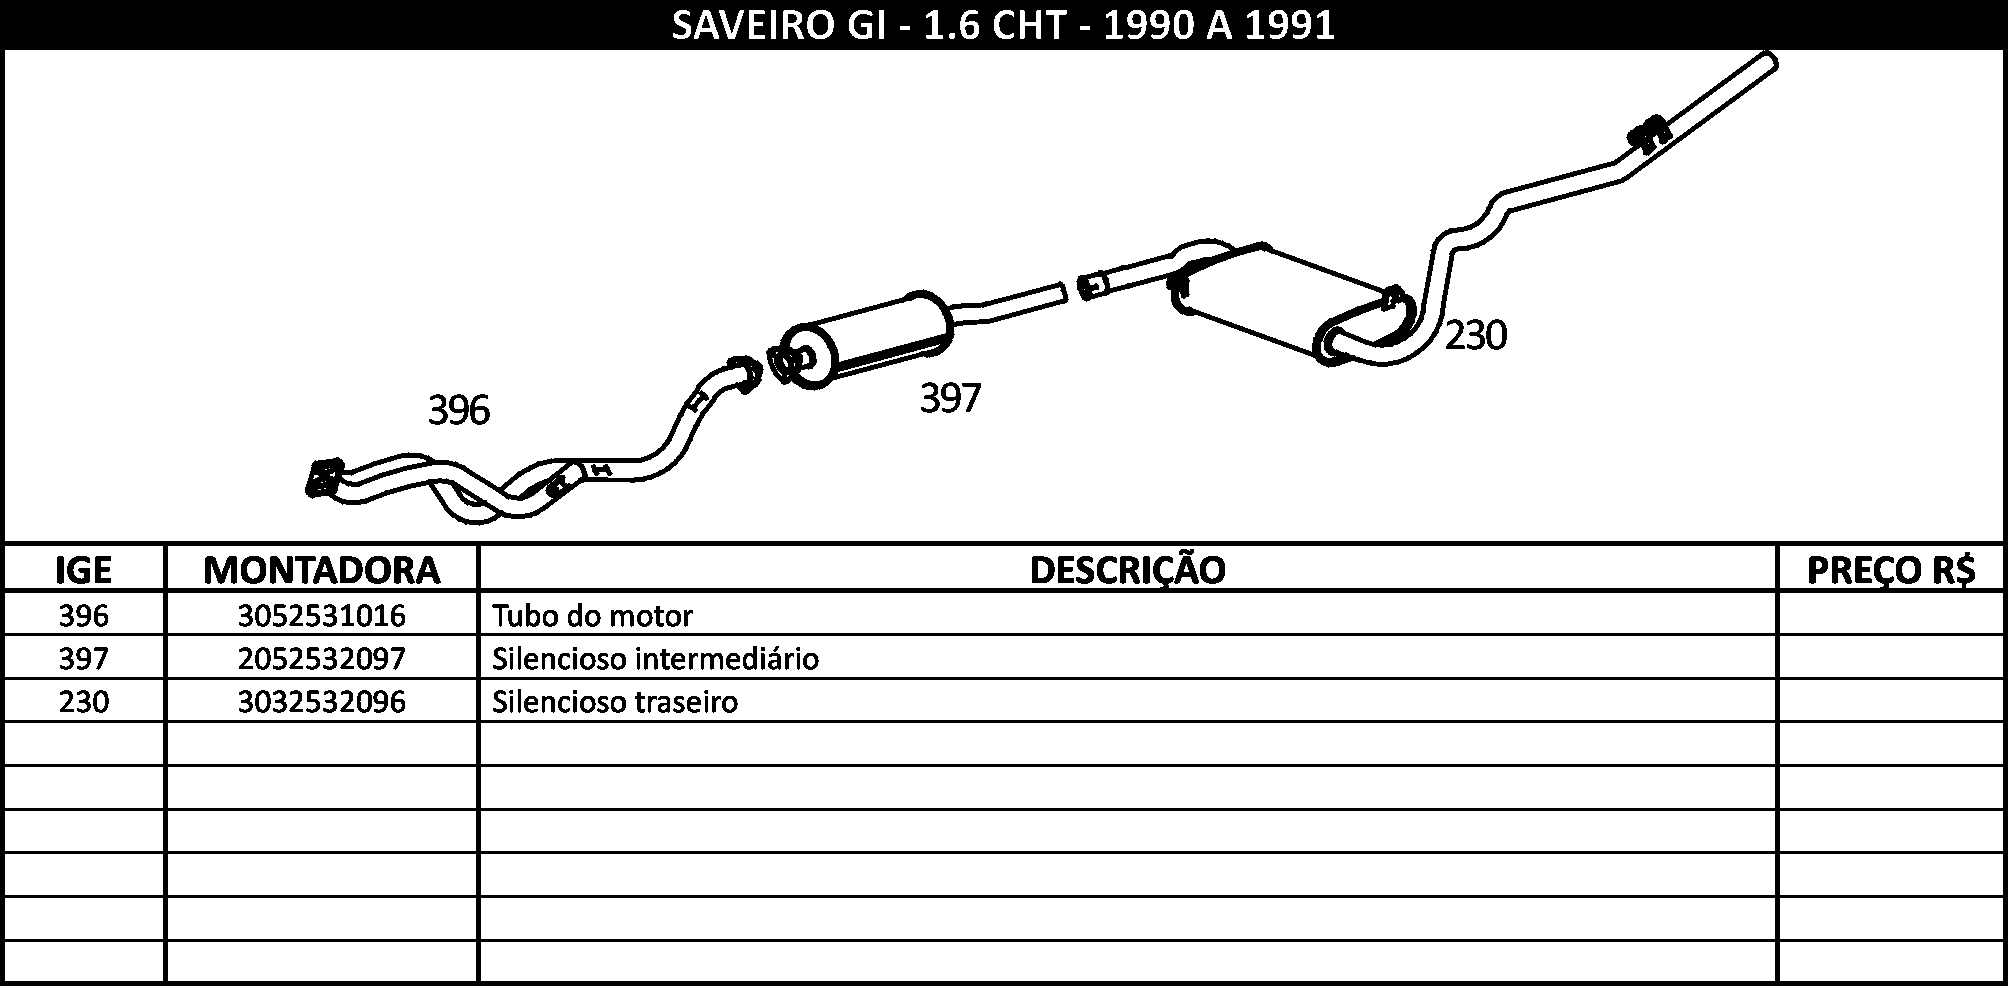 SAVEIRO GI - 1.6 CHT - 1990 A 1991
230
397
396
IGE MONTADORA DESCRIÇÃO PREÇO R$
396 3052531016 Tubo do motor
397 2052532097 Silencioso intermediário
230 3032532096 Silencioso traseiro